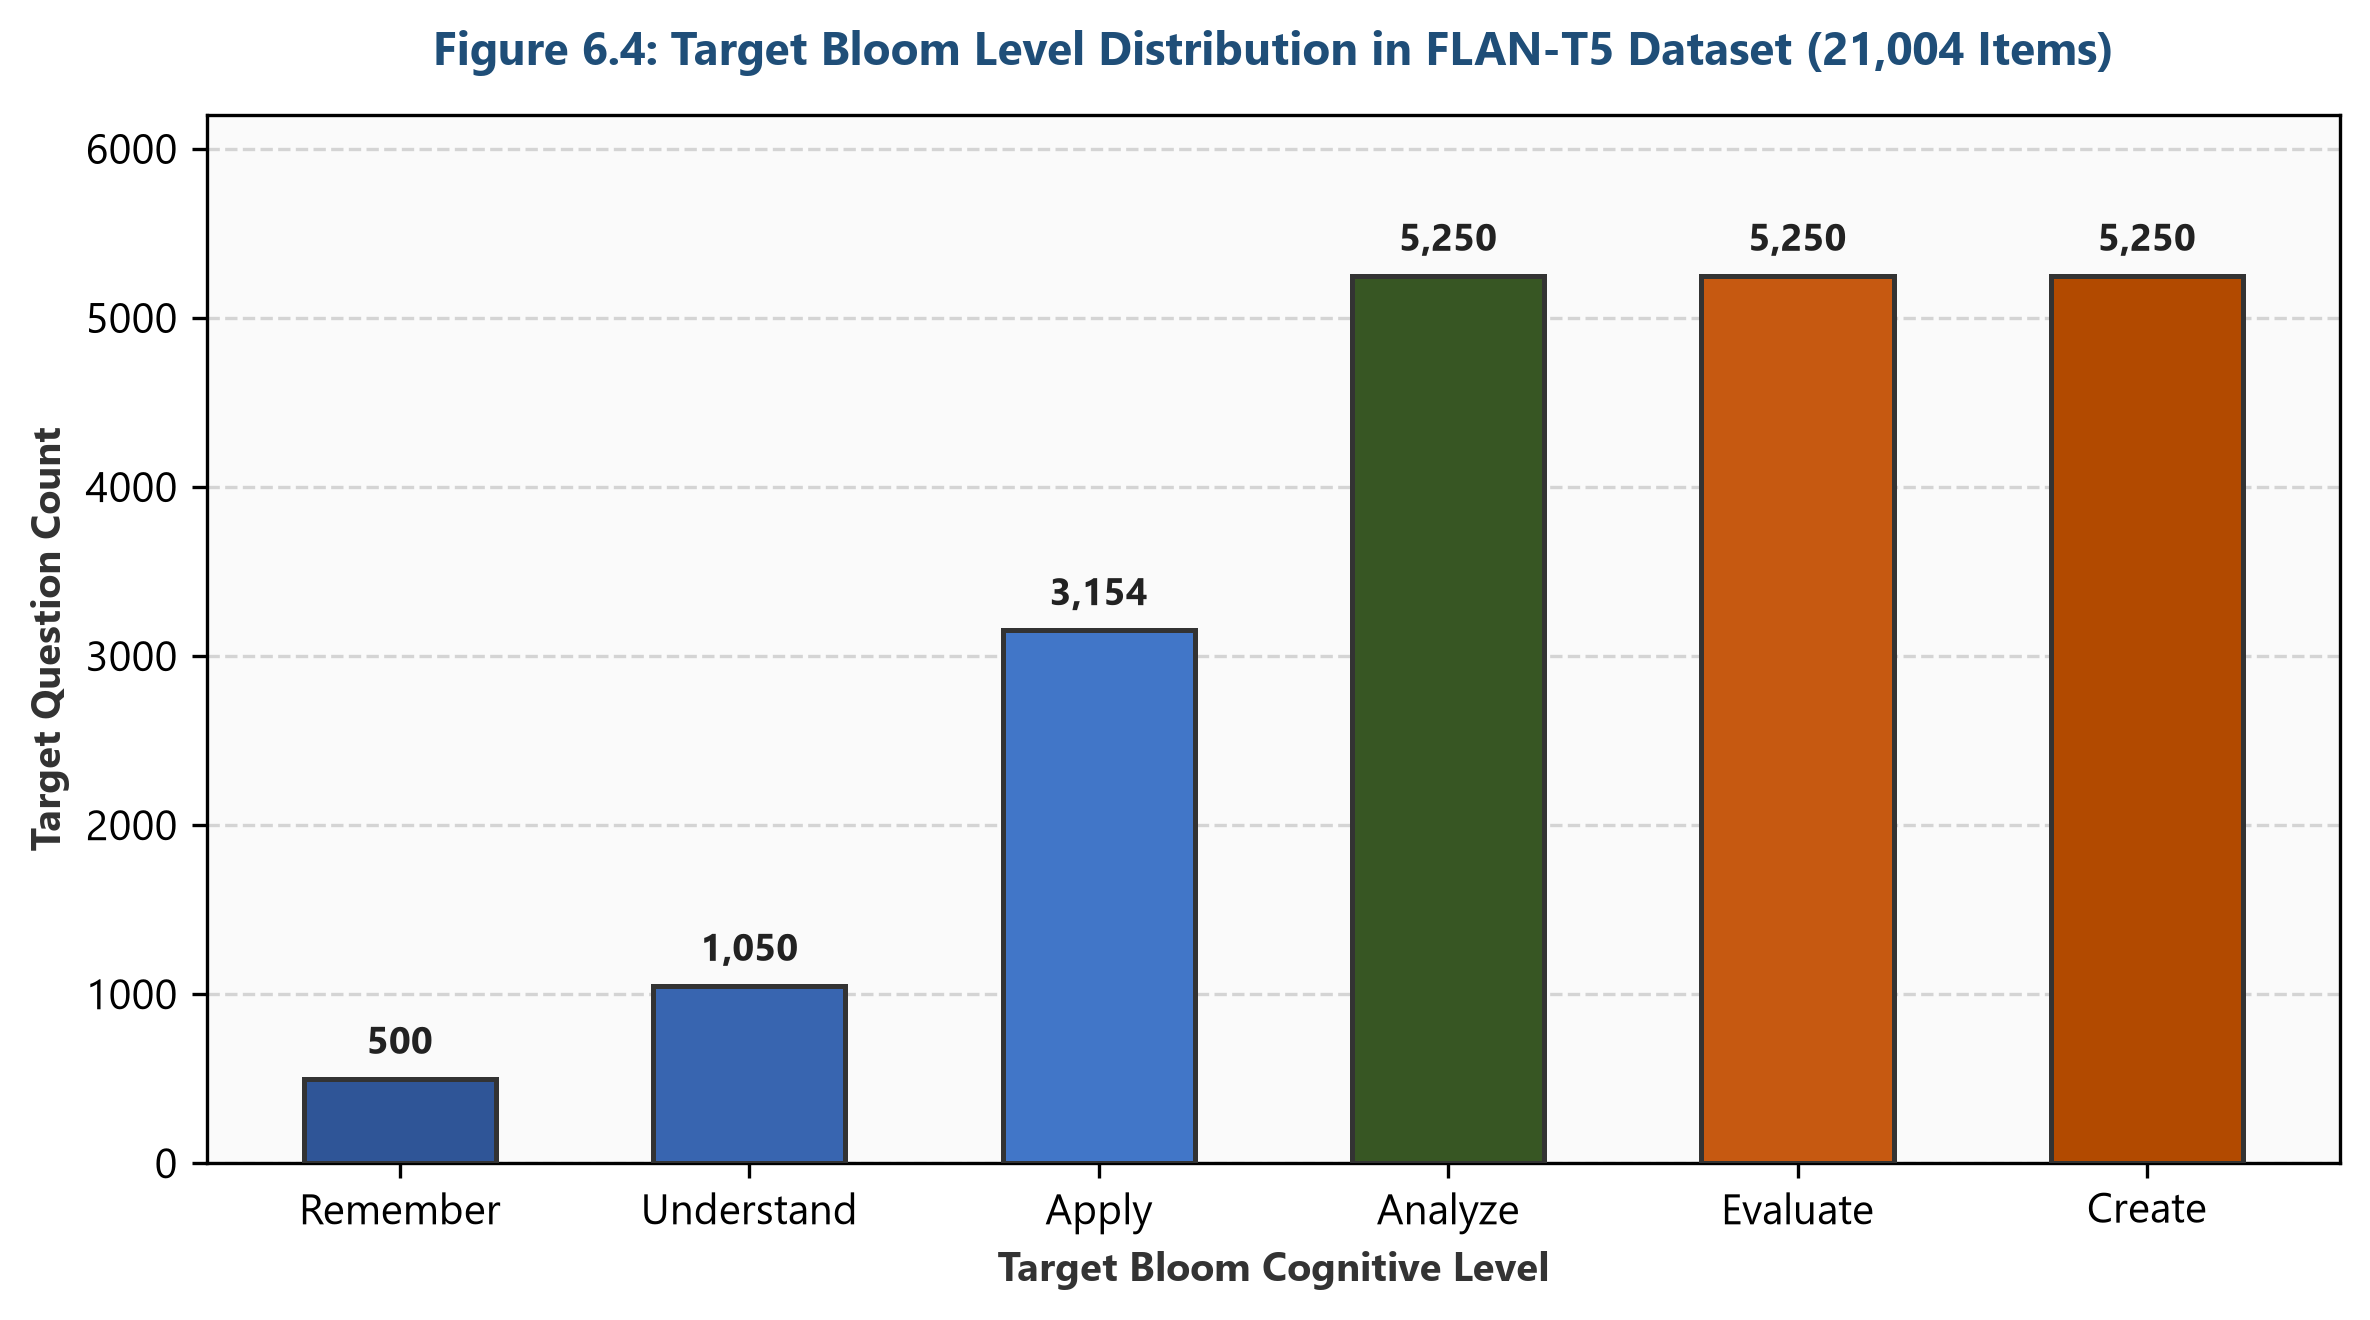 Figure 6.4: Target Bloom Level Distribution in FLAN-T5 Dataset (21,004 Items)
Target Question Count
6000
5000
4000
3000
2000
1000
0
500
1,050
3,154
5,250
5,250
5,250
Remember
Understand
Apply
Analyze
Evaluate
Create
Target Bloom Cognitive Level